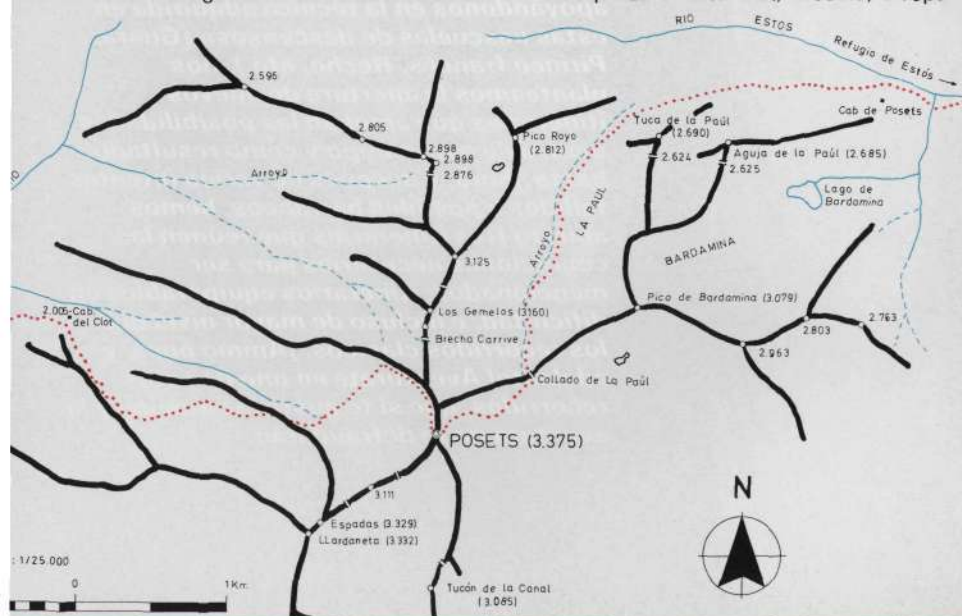 RIO
ESTOS
Refugio de Estós
Cab de Posets
2.596
2.805
2.898
2.898
2.876
Pico Royo
(2.812)
Tuca de la Paúl
(2.690)
2.624
Aguja de la Paúl (2.685)
2.625
Lago de
Bardamina
Arroyo
Arroyo
LA PAUL
BARDAMINA
3.125
Los Gemelos (3160)
Brecha Carrive
Pico de Bardamina (3.079)
2.803
2.763
2.963
2.005-Cab.
del Clot
Collado de La Paúl
POSETS (3.375)
3.111
Espadas (3.329)
LLardaneta (3.332)
N
: 1/25.000
0
1Km.
Tucón de la Canal
(3.085)